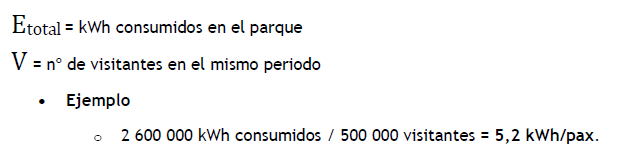 Etotal = kWh consumidos en el parque
V = nº de visitantes en el mismo periodo
• Ejemplo
o 2 600 000 kWh consumidos / 500 000 visitantes = 5,2 kWh/pax.